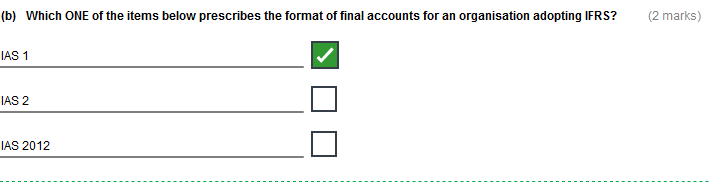 (b) Which ONE of the items below prescribes the format of final accounts for an organisation adopting IFRS? (2 marks)
IAS 1
IAS 2
IAS 2012